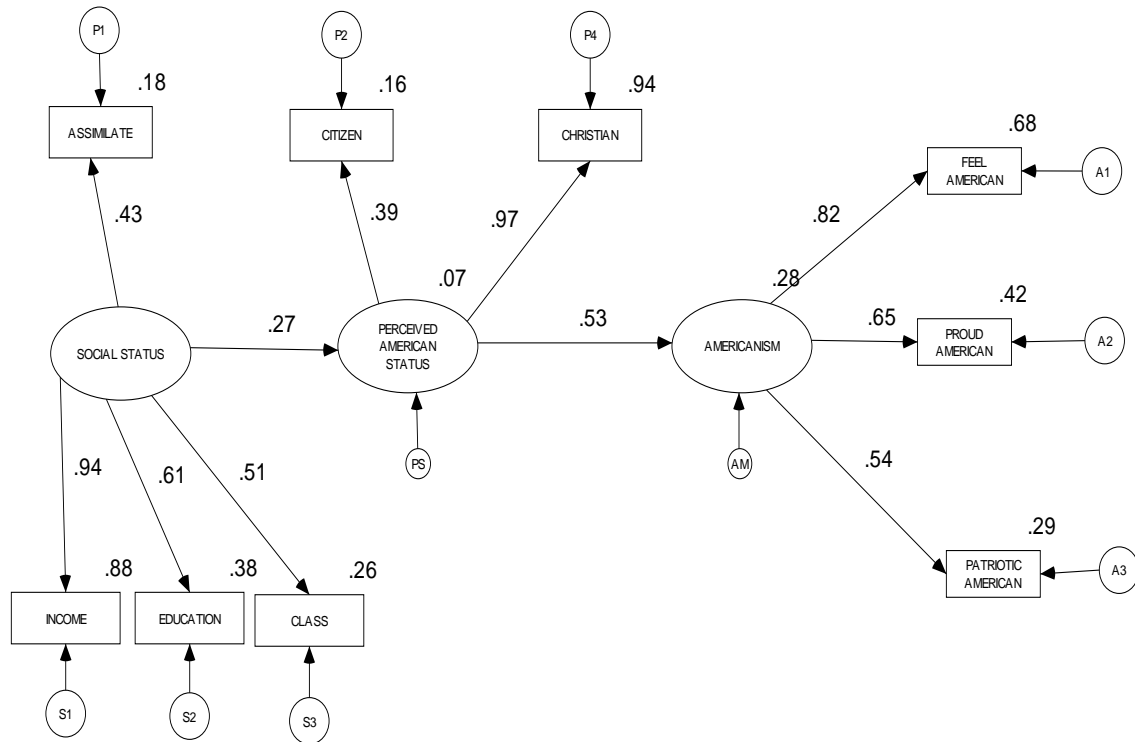 P1
P2
P4
.18
.16
.94
ASSIMILATE
CITIZEN
CHRISTIAN
.68
FEEL
AMERICAN
A1
.43
.39
.97
.82
.07
.28
.42
SOCIAL STATUS
.27
PERCEIVED
AMERICAN
STATUS
.53
AMERICANISM
.65
PROUD
AMERICAN
A2
PS
AM
.94
.61
.51
.54
.88
.38
.26
.29
INCOME
EDUCATION
CLASS
PATRIOTIC
AMERICAN
A3
S1
S2
S3